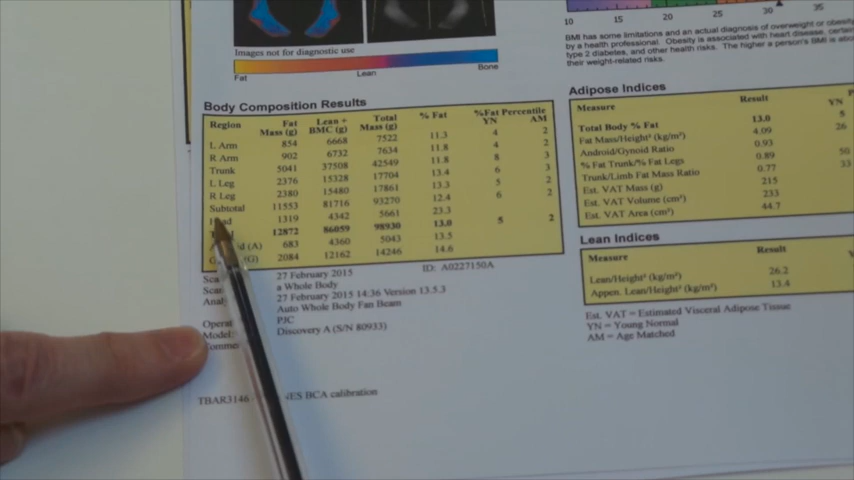 10 15 20 25 30 35
BMI has some limitations and an actual diagnosis of overweight or obesity
by a health professional. Obesity is associated with heart disease, certain
type 2 diabetes, and other health risks. The higher a person's BMI is
their weight-related risks.
Images not for diagnostic use
Fat Lean Bone
Body Composition Results
Region Fat Mass (g) Lean + BMC (g) Total Mass (g) % Fat %Fat Percentile YN AM
L Arm 854 6668 7522 11.3 4 2
R Arm 902 6732 7634 11.8 4 2
Trunk 5041 37508 42549 11.8 8 3
L Leg 2376 15328 17704 13.4 6 3
R Leg 2380 15480 17861 13.3 5 2
Subtotal 11553 81716 93270 12.4 6 2
Head 1319 4342 5661 23.3
12872 86059 98930 13.0 5 2
(A) 683 4360 5043 13.5
(G) 2084 12162 14246 14.6
27 February 2015 ID: A0227150A
a Whole Body
27 February 2015 14:36 Version 13.5.3
Auto Whole Body Fan Beam
PJC
Model: Discovery A (S/N 80933)
TBAR3146 NES BCA calibration
Adipose Indices
Measure Result YN
Total Body % Fat 13.0 5
Fat Mass/Height² (kg/m²) 4.09 26
Android/Gynoid Ratio 0.93
% Fat Trunk/% Fat Legs 0.89 50
Trunk/Limb Fat Mass Ratio 0.77 33
Est. VAT Mass (g) 215
Est. VAT Volume (cm³) 233
Est. VAT Area (cm²) 44.7
Lean Indices
Measure Result
Lean/Height² (kg/m²) 26.2
Appen. Lean/Height² (kg/m²) 13.4
Est. VAT = Estimated Visceral Adipose Tissue
YN = Young Normal
AM = Age Matched